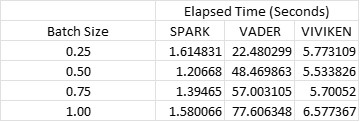 Elapsed Time (Seconds)
Batch Size SPARK VADER VIVIKEN
0.25 1.614831 22.480299 5.773109
0.50 1.20668 48.469863 5.533826
0.75 1.39465 57.003105 5.70052
1.00 1.580066 77.606348 6.577367